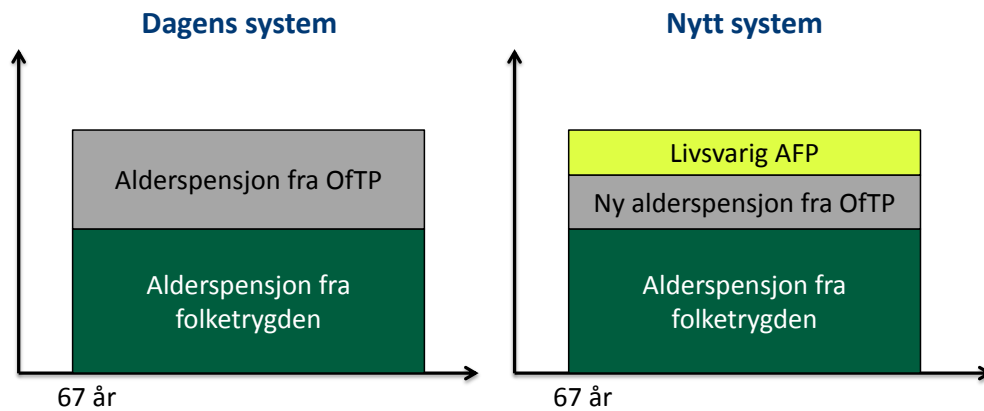 Dagens system
Alderspensjon fra OfTP
Alderspensjon fra
folketrygden
67 år
Nytt system
Livsvarig AFP
Ny alderspensjon fra OfTP
Alderspensjon fra
folketrygden
67 år